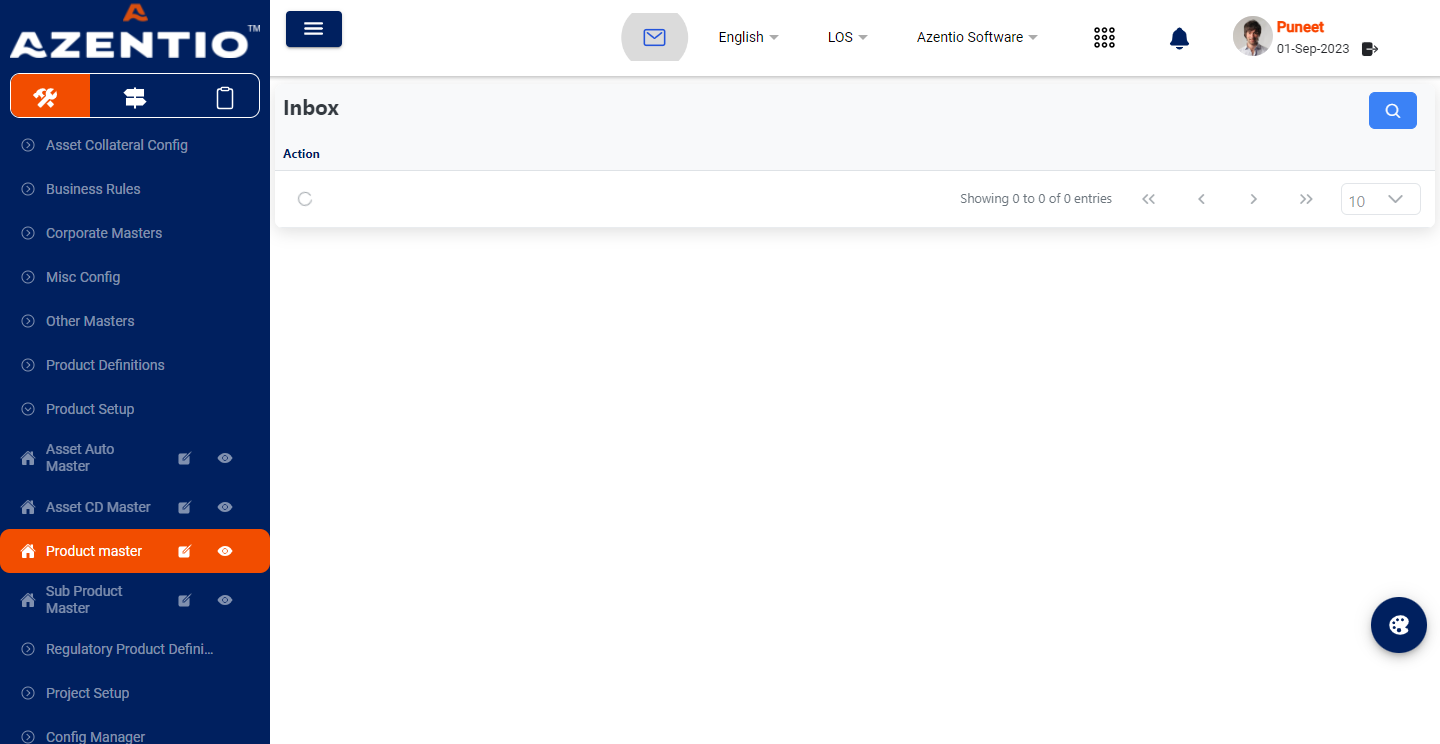 AZENTIO™
English
LOS
Azentio Software
Puneet
01-Sep-2023
Asset Collateral Config
Business Rules
Corporate Masters
Misc Config
Other Masters
Product Definitions
Product Setup
Asset Auto
Master
Asset CD Master
Product master
Sub Product
Master
Regulatory Product Defini...
Project Setup
Config Manager
Inbox
Action
Showing 0 to 0 of 0 entries
10